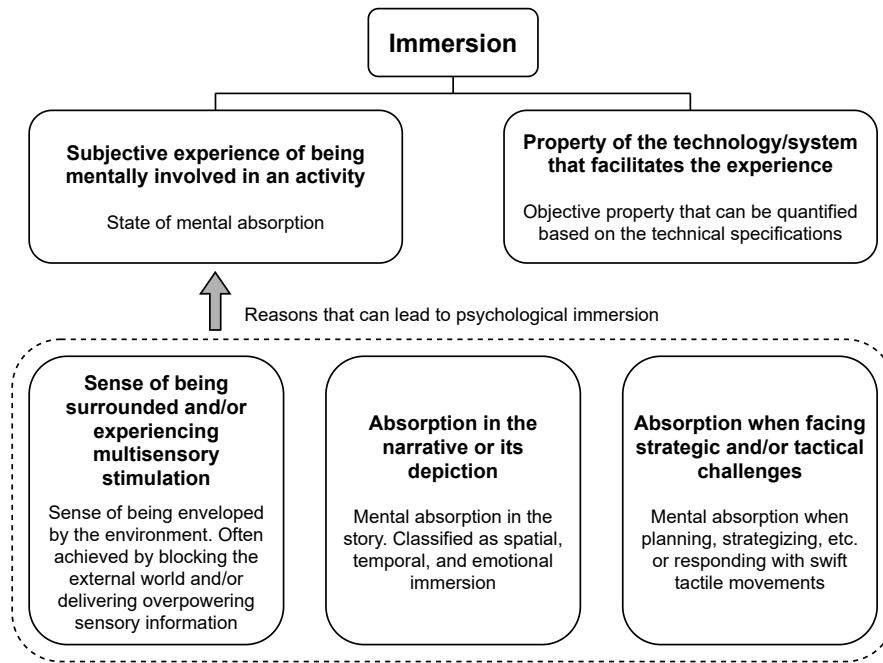 Immersion
Subjective experience of being
mentally involved in an activity
State of mental absorption
Property of the technology/system
that facilitates the experience
Objective property that can be quantified
based on the technical specifications
Reasons that can lead to psychological immersion
Sense of being
surrounded and/or
experiencing
multisensory
stimulation
Sense of being enveloped
by the environment. Often
achieved by blocking the
external world and/or
delivering overpowering
sensory information
Absorption in the
narrative or its
depiction
Mental absorption in the
story. Classified as spatial,
temporal, and emotional
immersion
Absorption when facing
strategic and/or tactical
challenges
Mental absorption when
planning, strategizing, etc.
or responding with swift
tactile movements